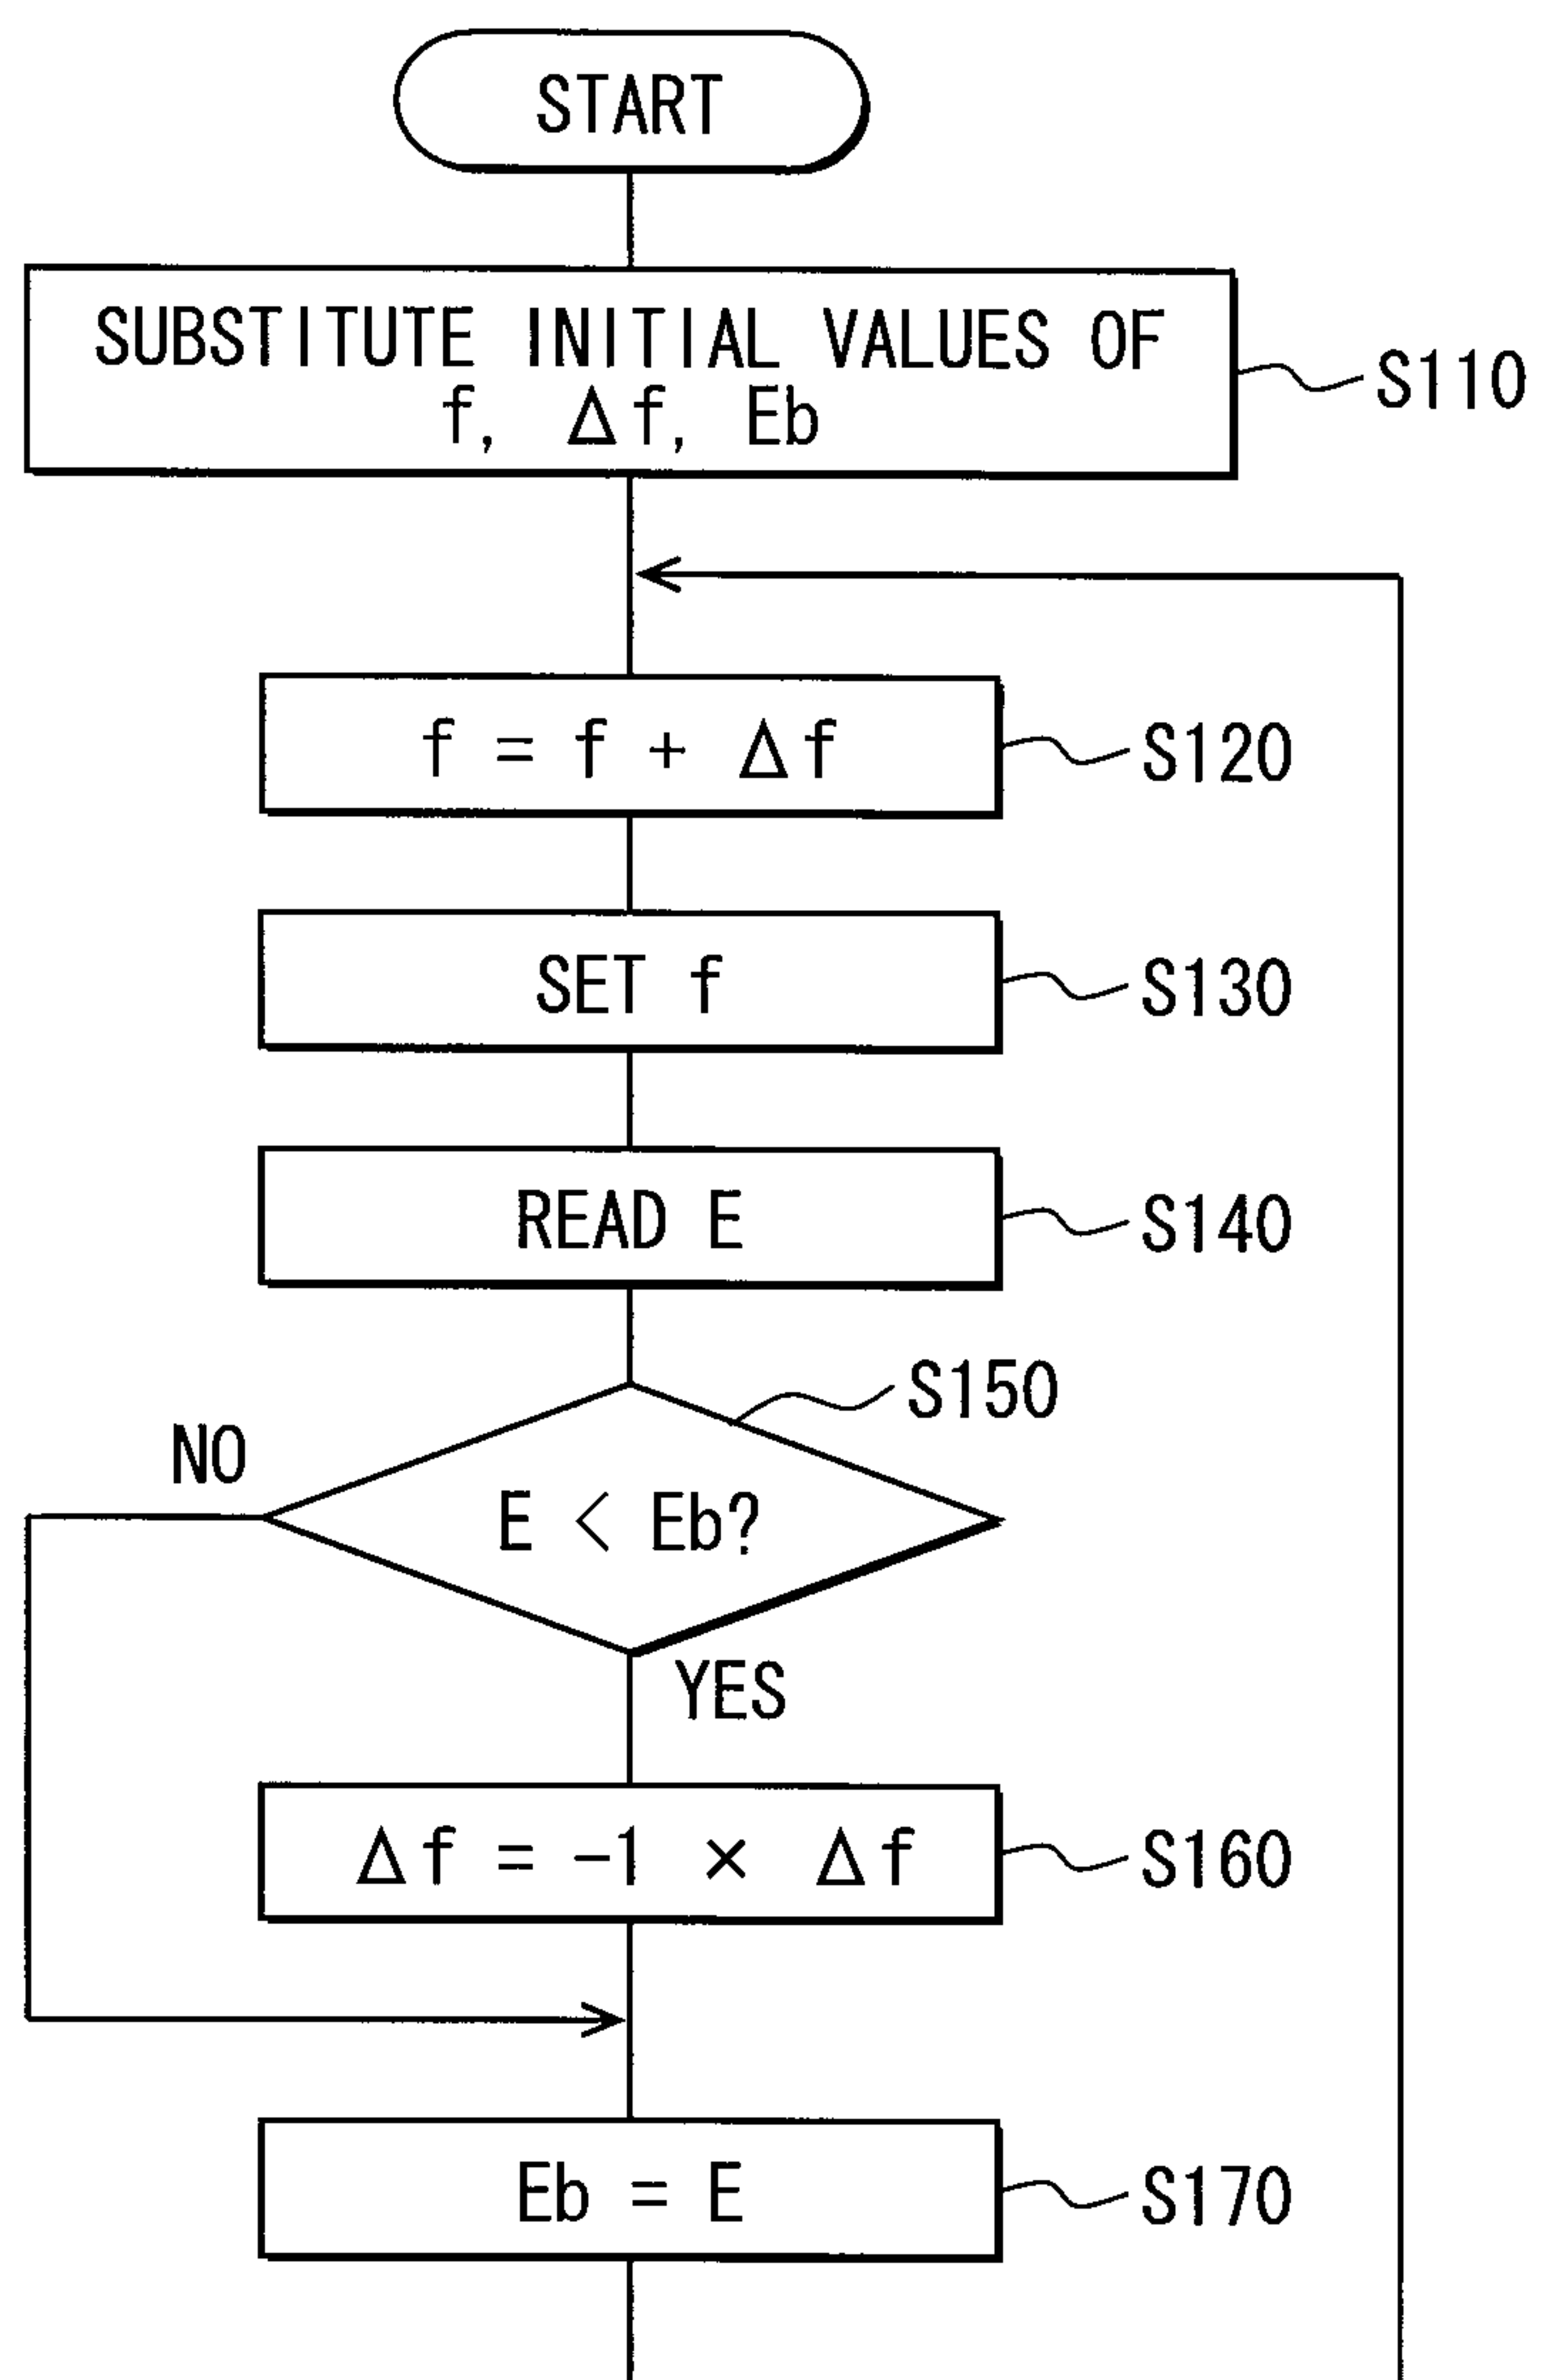 START
SUBSTITUTE INITIAL VALUES OF
f, Δf, Eb
S110
f = f + Δf
S120
SET f
S130
READ E
S140
S150
NO
E < Eb?
YES
Δf = -1 × Δf
S160
Eb = E
S170